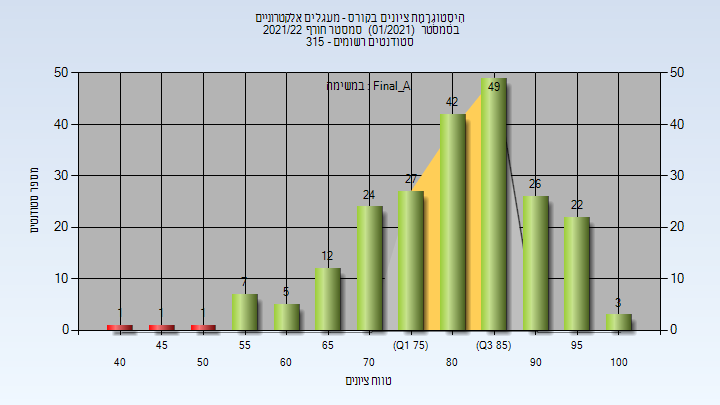 הִיסטוֹגרָמַת ציונים בקורס - מעגלים אלקטרוניים
בסמסטר (01/2021) סמסטר חורף 2021/22
סטודנטים רשומים - 315
במשימה : Final_A
50 50
40 40
30 30
20 20
10 10
0 0
מספר סטודנטים
1 1 1 7 5 12 24 27 42 49 26 22 3
45 55 65 (Q1 75) (Q3 85) 95
40 50 60 70 80 90 100
טווח ציונים